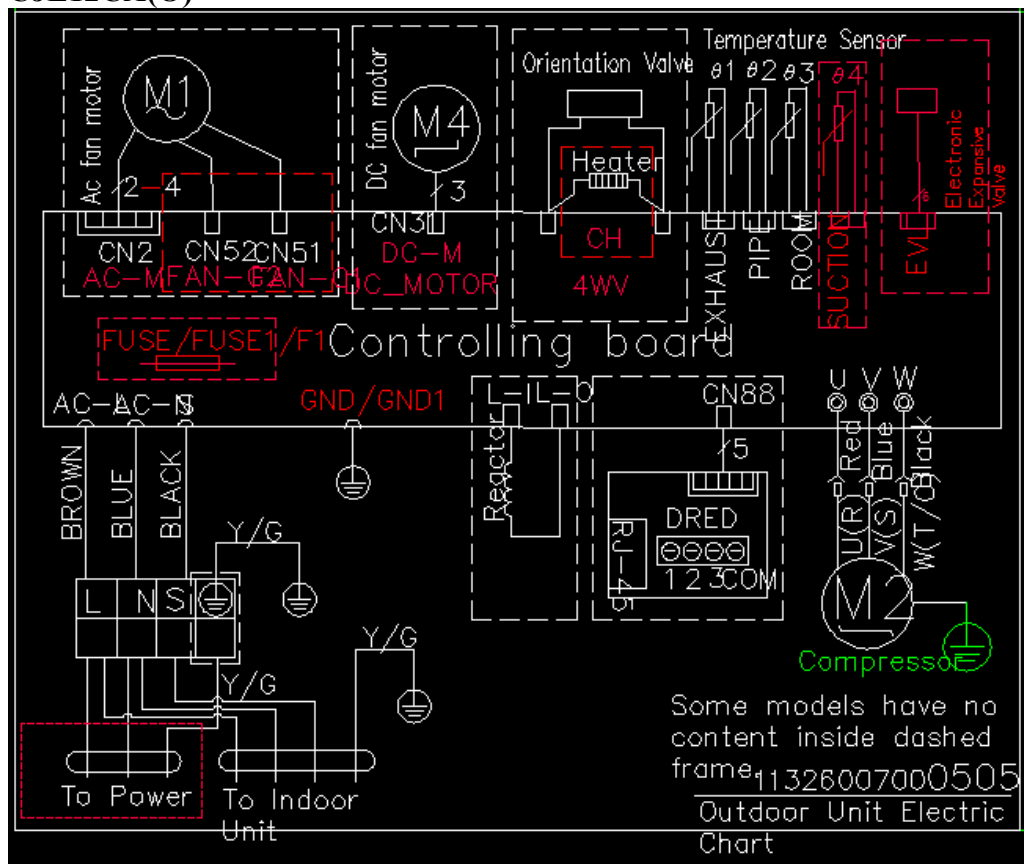 Temperature Sensor
Orientation Valve
θ1 θ2 θ3 θ4
Ac fan motor
M1
DC fan motor
M4
Heater
Electronic
Expansive
Valve
2-4
3
6
CN2
CN52
CN51
CN31
AC-M
FAN-C2
DC-M
DC_MOTOR
CH
4WV
EXHAUST
PIPE
ROOM
SUCTION
EVL
FUSE/FUSE1/F1
Controlling board
AC-L
AC-N
S
GND/GND1
L-I
L-O
CN88
U V W
Reactor
5
Red
Blue
Black
BROWN
BLUE
BLACK
Y/G
DRED
RJ-45
1 2 3 COM
U(R)
V(S)
M2
L N S
Y/G
Compressor
Y/G
To Power
To Indoor
Unit
Some models have no
content inside dashed
frame.
11326007000505
Outdoor Unit Electric
Chart